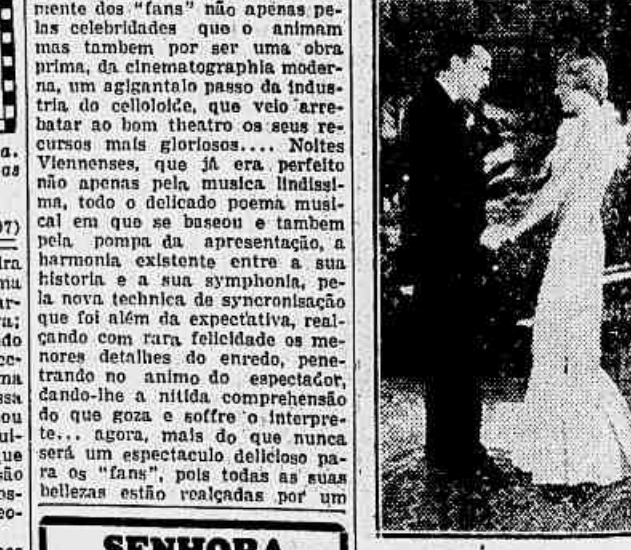 mente dos "fans" não apenas pe-
las celebridades que o animam
mas tambem por ser uma obra
prima, da cinematographia moder-
na, um agigantalo passo da indus-
tria do celloloide, que veio arre-
batar ao bom theatro os seus re-
cursos mais gloriosos.... Noites
Viennenses, que já era perfeito
não apenas pela musica lindissi-
ma, todo o delicado poema musi-
cal em que se baseou e tambem
pela pompa da apresentação, a
harmonia existente entre a sua
historia e a sua symphonia, pe-
la nova technica de syncronisação
que foi além da expectativa, real-
çando com rara felicidade os me-
nores detalhes do enredo, pene-
trando no animo do espectador,
dando-lhe a nitida comprehensão
do que goza e soffre o interpre-
te... agora, mais do que nunca
será um espectaculo delicioso pa-
ra os "fans", pois todas as suas
bellezas estão realçadas por um
SENHORA